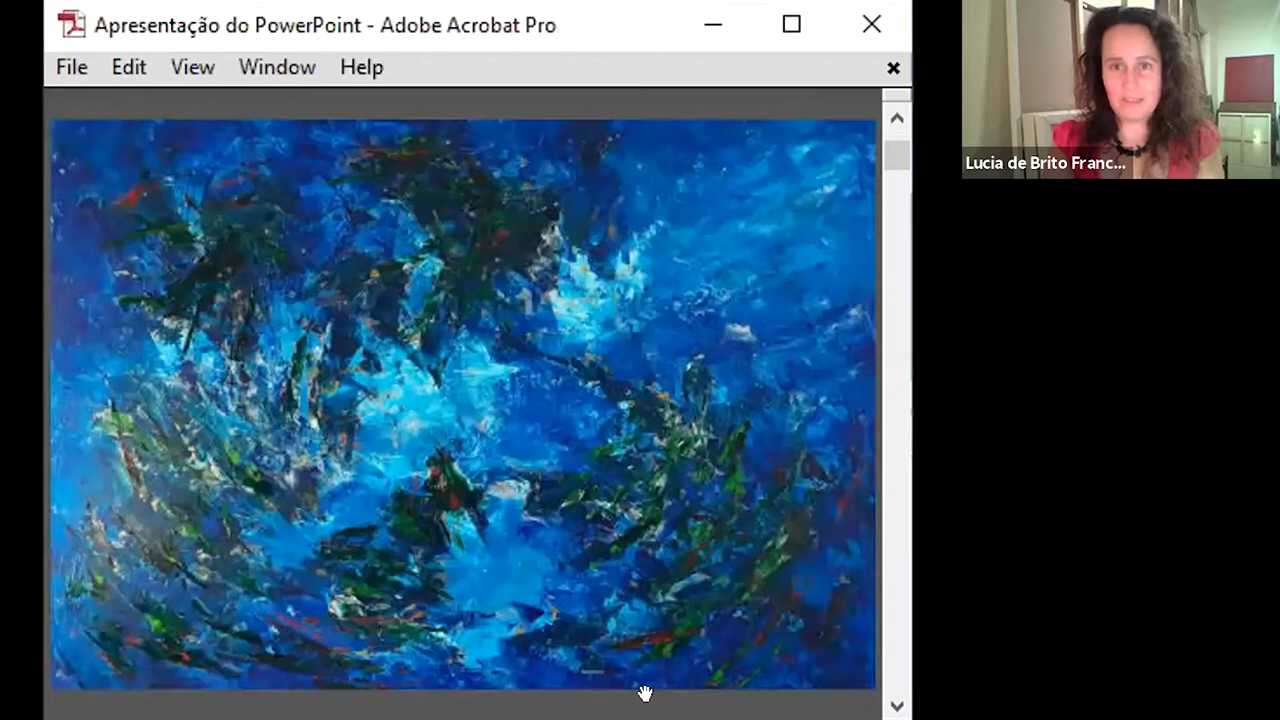 Apresentação do PowerPoint - Adobe Acrobat Pro
File Edit View Window Help
Lucia de Brito Franc...